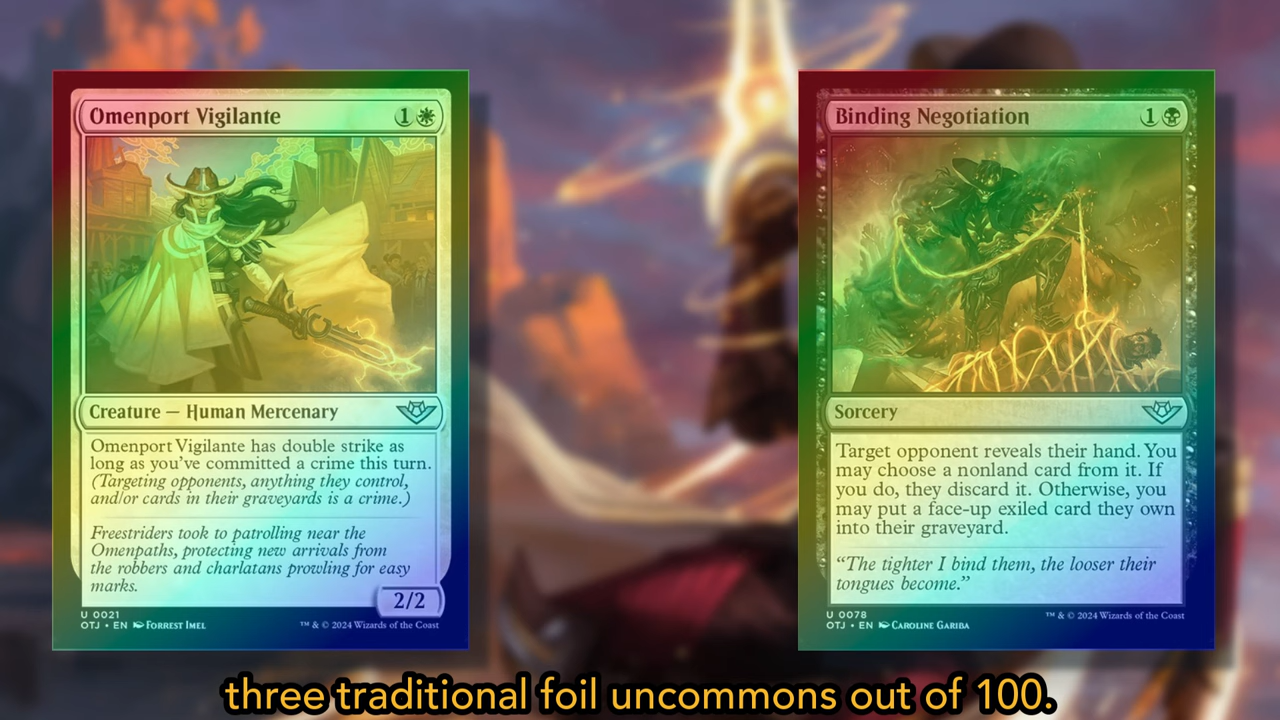 Omenport Vigilante 1
Creature — Human Mercenary
Omenport Vigilante has double strike as
long as you've committed a crime this turn.
(Targeting opponents, anything they control,
and/or cards in their graveyards is a crime.)
Freestriders took to patrolling near the
Omenpaths, protecting new arrivals from
the robbers and charlatans prowling for easy
marks.
2/2
U 0021
OTJ • EN Forrest Imel
™ & © 2024 Wizards of the Coast
Binding Negotiation 1
Sorcery
Target opponent reveals their hand. You
may choose a nonland card from it. If
you do, they discard it. Otherwise, you
may put a face-up exiled card they own
into their graveyard.
“The tighter I bind them, the looser their
tongues become.”
U 0078
OTJ • EN Caroline Gariba
™ & © 2024 Wizards of the Coast
three traditional foil uncommons out of 100.